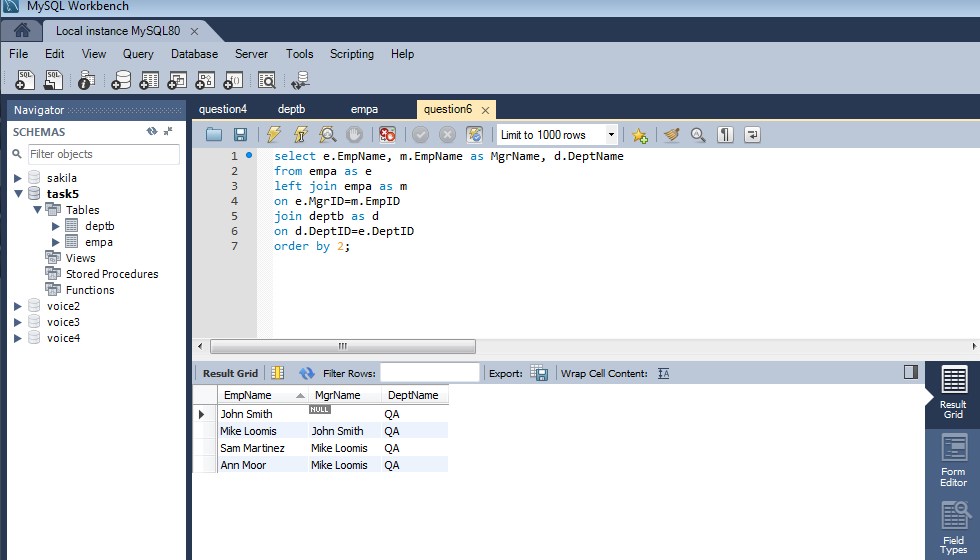 MySQL Workbench
Local instance MySQL80
File Edit View Query Database Server Tools Scripting Help
SQL SQL
Navigator
question4 deptb empa question6
SCHEMAS
Filter objects
Limit to 1000 rows
sakila
task5
Tables
deptb
empa
Views
Stored Procedures
Functions
voice2
voice3
voice4
1 select e.EmpName, m.EmpName as MgrName, d.DeptName
2 from empa as e
3 left join empa as m
4 on e.MgrID=m.EmpID
5 join deptb as d
6 on d.DeptID=e.DeptID
7 order by 2;
Result Grid Filter Rows: Export: Wrap Cell Content: IA
EmpName MgrName DeptName
John Smith NULL QA
Mike Loomis John Smith QA
Sam Martinez Mike Loomis QA
Ann Moor Mike Loomis QA
Result
Grid
Form
Editor
Field
Types